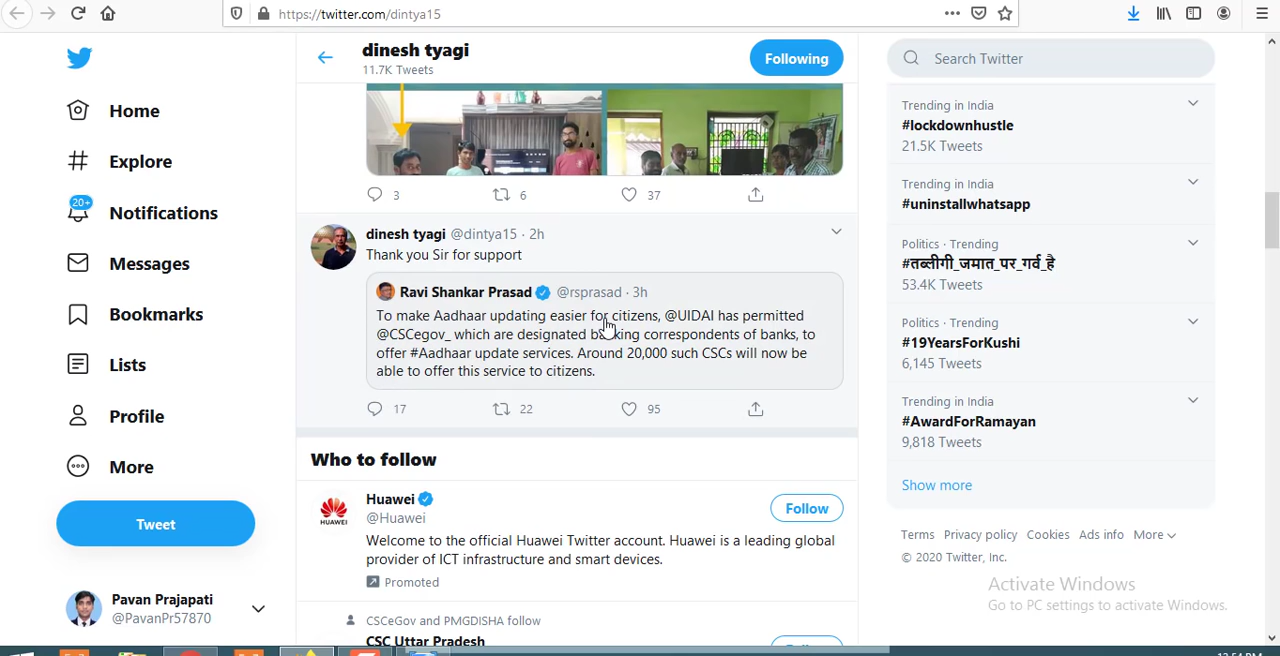 https://twitter.com/dintya15
dinesh tyagi
11.7K Tweets
Following
Search Twitter
Home
Explore
20+
Notifications
Messages
Bookmarks
Lists
Profile
More
Tweet
Pavan Prajapati
@PavanPr57870
3 6 37
dinesh tyagi @dintya15 · 2h
Thank you Sir for support
Ravi Shankar Prasad @rsprasad · 3h
To make Aadhaar updating easier for citizens, @UIDAI has permitted
@CSCegov_ which are designated banking correspondents of banks, to
offer #Aadhaar update services. Around 20,000 such CSCs will now be
able to offer this service to citizens.
17 22 95
Who to follow
Huawei
@Huawei
Follow
Welcome to the official Huawei Twitter account. Huawei is a leading global
provider of ICT infrastructure and smart devices.
Promoted
CSCeGov and PMGDISHA follow
CSC Uttar Pradesh
Trending in India
#lockdownhustle
21.5K Tweets
Trending in India
#uninstallwhatsapp
Politics · Trending
#तब्लीगी_जमात_पर_गर्व_है
53.4K Tweets
Politics · Trending
#19YearsForKushi
6,145 Tweets
Trending in India
#AwardForRamayan
9,818 Tweets
Show more
Terms Privacy policy Cookies Ads info More
© 2020 Twitter, Inc.
Activate Windows
Go to PC settings to activate Windows.